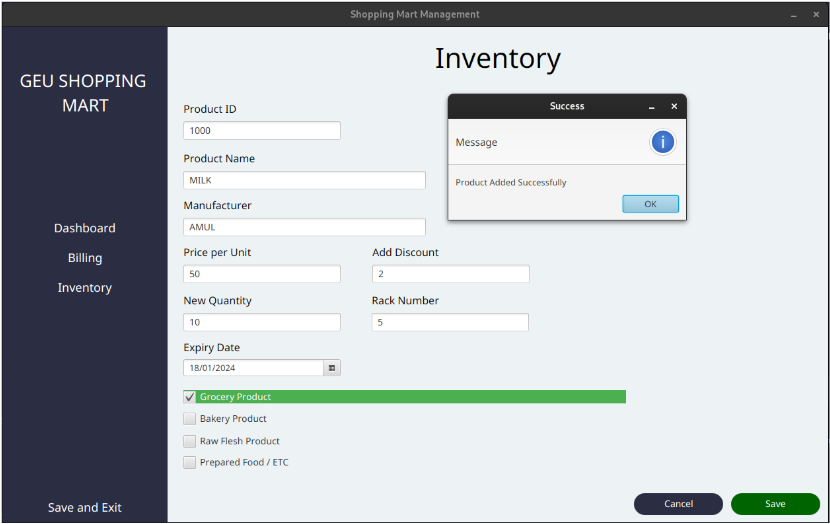 Shopping Mart Management
GEU SHOPPING
MART
Dashboard
Billing
Inventory
Save and Exit
Inventory
Product ID
1000
Product Name
MILK
Manufacturer
AMUL
Price per Unit
Add Discount
50
2
New Quantity
Rack Number
10
5
Expiry Date
18/01/2024
Grocery Product
Bakery Product
Raw Flesh Product
Prepared Food / ETC
Cancel
Save
Success
Message
i
Product Added Successfully
OK